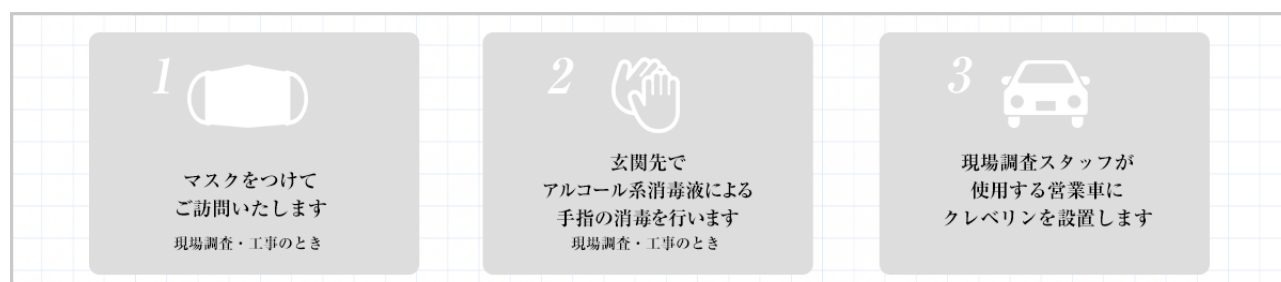 1
マスクをつけて
ご訪問いたします
現場調査・工事のとき
2
玄関先で
アルコール系消毒液による
手指の消毒を行います
現場調査・工事のとき
3
現場調査スタッフが
使用する営業車に
クレベリンを設置します